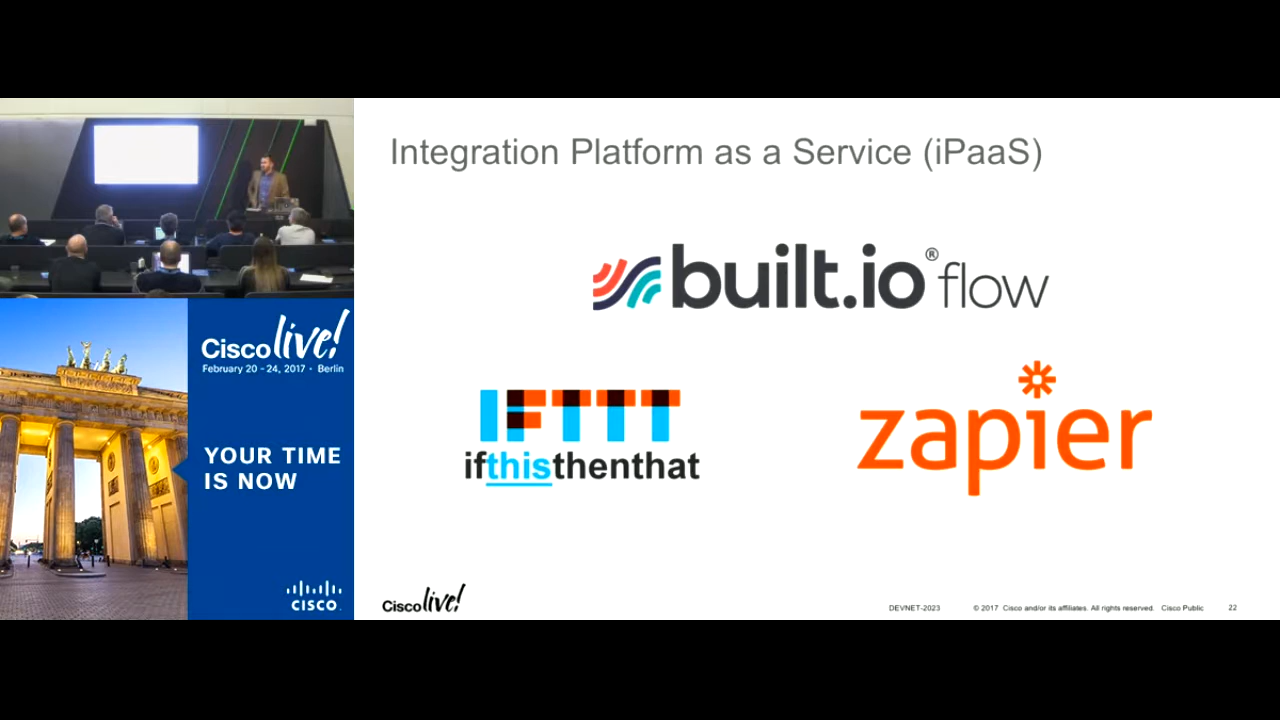 Integration Platform as a Service (iPaaS)
built.io® flow
IFTTT
ifthisthenthat
zapier
Cisco live!
February 20 - 24, 2017 · Berlin
YOUR TIME
IS NOW
CISCO.
Cisco live!
DEVNET-2023 © 2017 Cisco and/or its affiliates. All rights reserved. Cisco Public 22